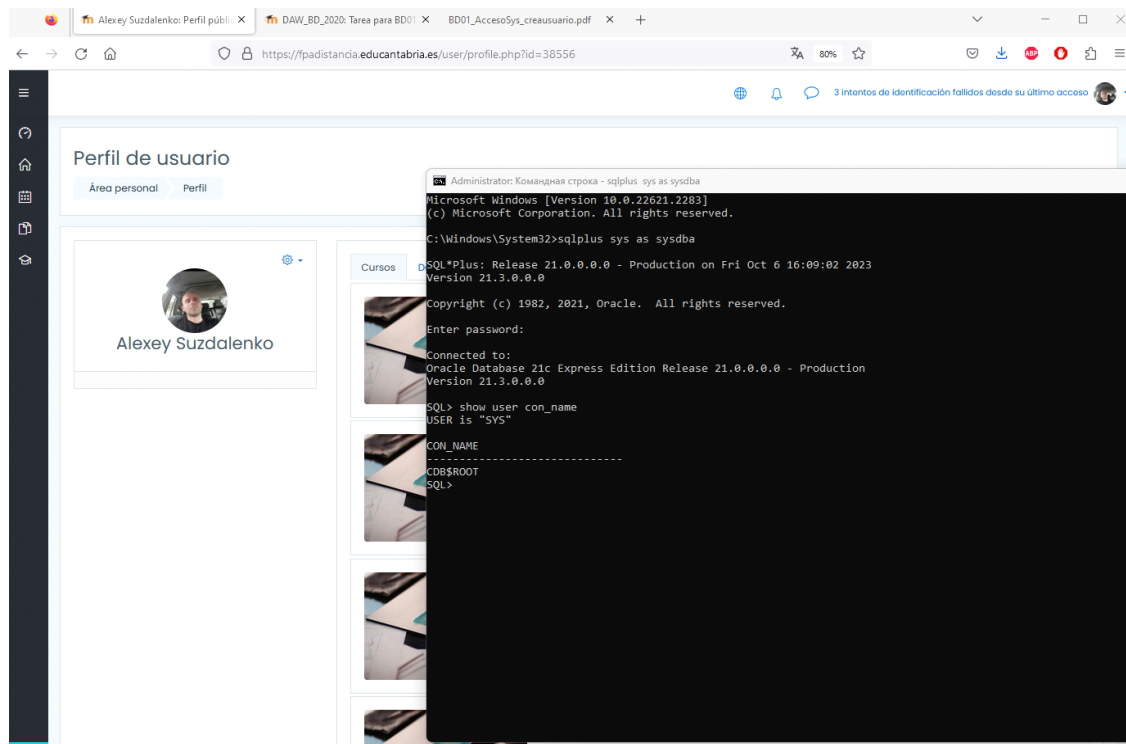 Alexey Suzdalenko: Perfil públic
DAW_BD_2020: Tarea para BD01
BD01_AccesoSys_creausuario.pdf
https://fpadistancia.educantabria.es/user/profile.php?id=38556
80%
ABP
3 intentos de identificación fallidos desde su último acceso
Perfil de usuario
Área personal Perfil
Alexey Suzdalenko
Cursos
Administrator: Командная строка - sqlplus sys as sysdba
Microsoft Windows [Version 10.0.22621.2283]
(c) Microsoft Corporation. All rights reserved.
C:\Windows\System32>sqlplus sys as sysdba
SQL*Plus: Release 21.0.0.0.0 - Production on Fri Oct 6 16:09:02 2023
Version 21.3.0.0.0
Copyright (c) 1982, 2021, Oracle.  All rights reserved.
Enter password:
Connected to:
Oracle Database 21c Express Edition Release 21.0.0.0.0 - Production
Version 21.3.0.0.0
SQL> show user con_name
USER is "SYS"
CON_NAME
------------------------------
CDB$ROOT
SQL>